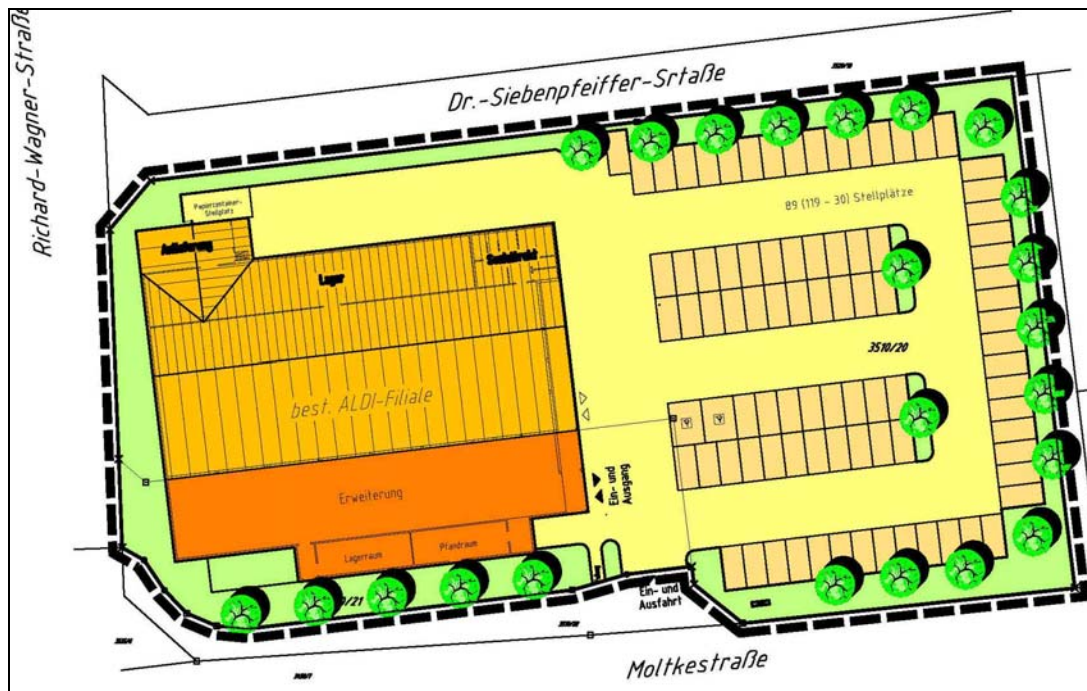 Richard-Wagner-Straße
Dr.-Siebenpfeiffer-Srtaße
Papiercontainer-
Stellplatz
Anlieferung
Lager
89 (119 - 30) Stellplätze
3510/20
best. ALDI-Filiale
Erweiterung
Ein- und
Ausgang
Lagerraum
Pfandraum
/21
Ein- und
Ausfahrt
Moltkestraße